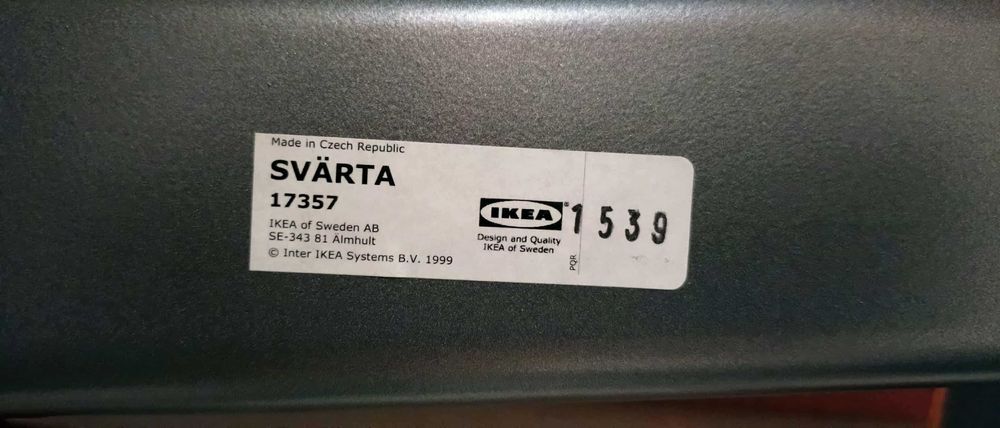 Made in Czech Republic
SVÄRTA
17357
IKEA of Sweden AB
SE-343 81 Älmhult
© Inter IKEA Systems B.V. 1999
IKEA®
Design and Quality
IKEA of Sweden
PQR
1539